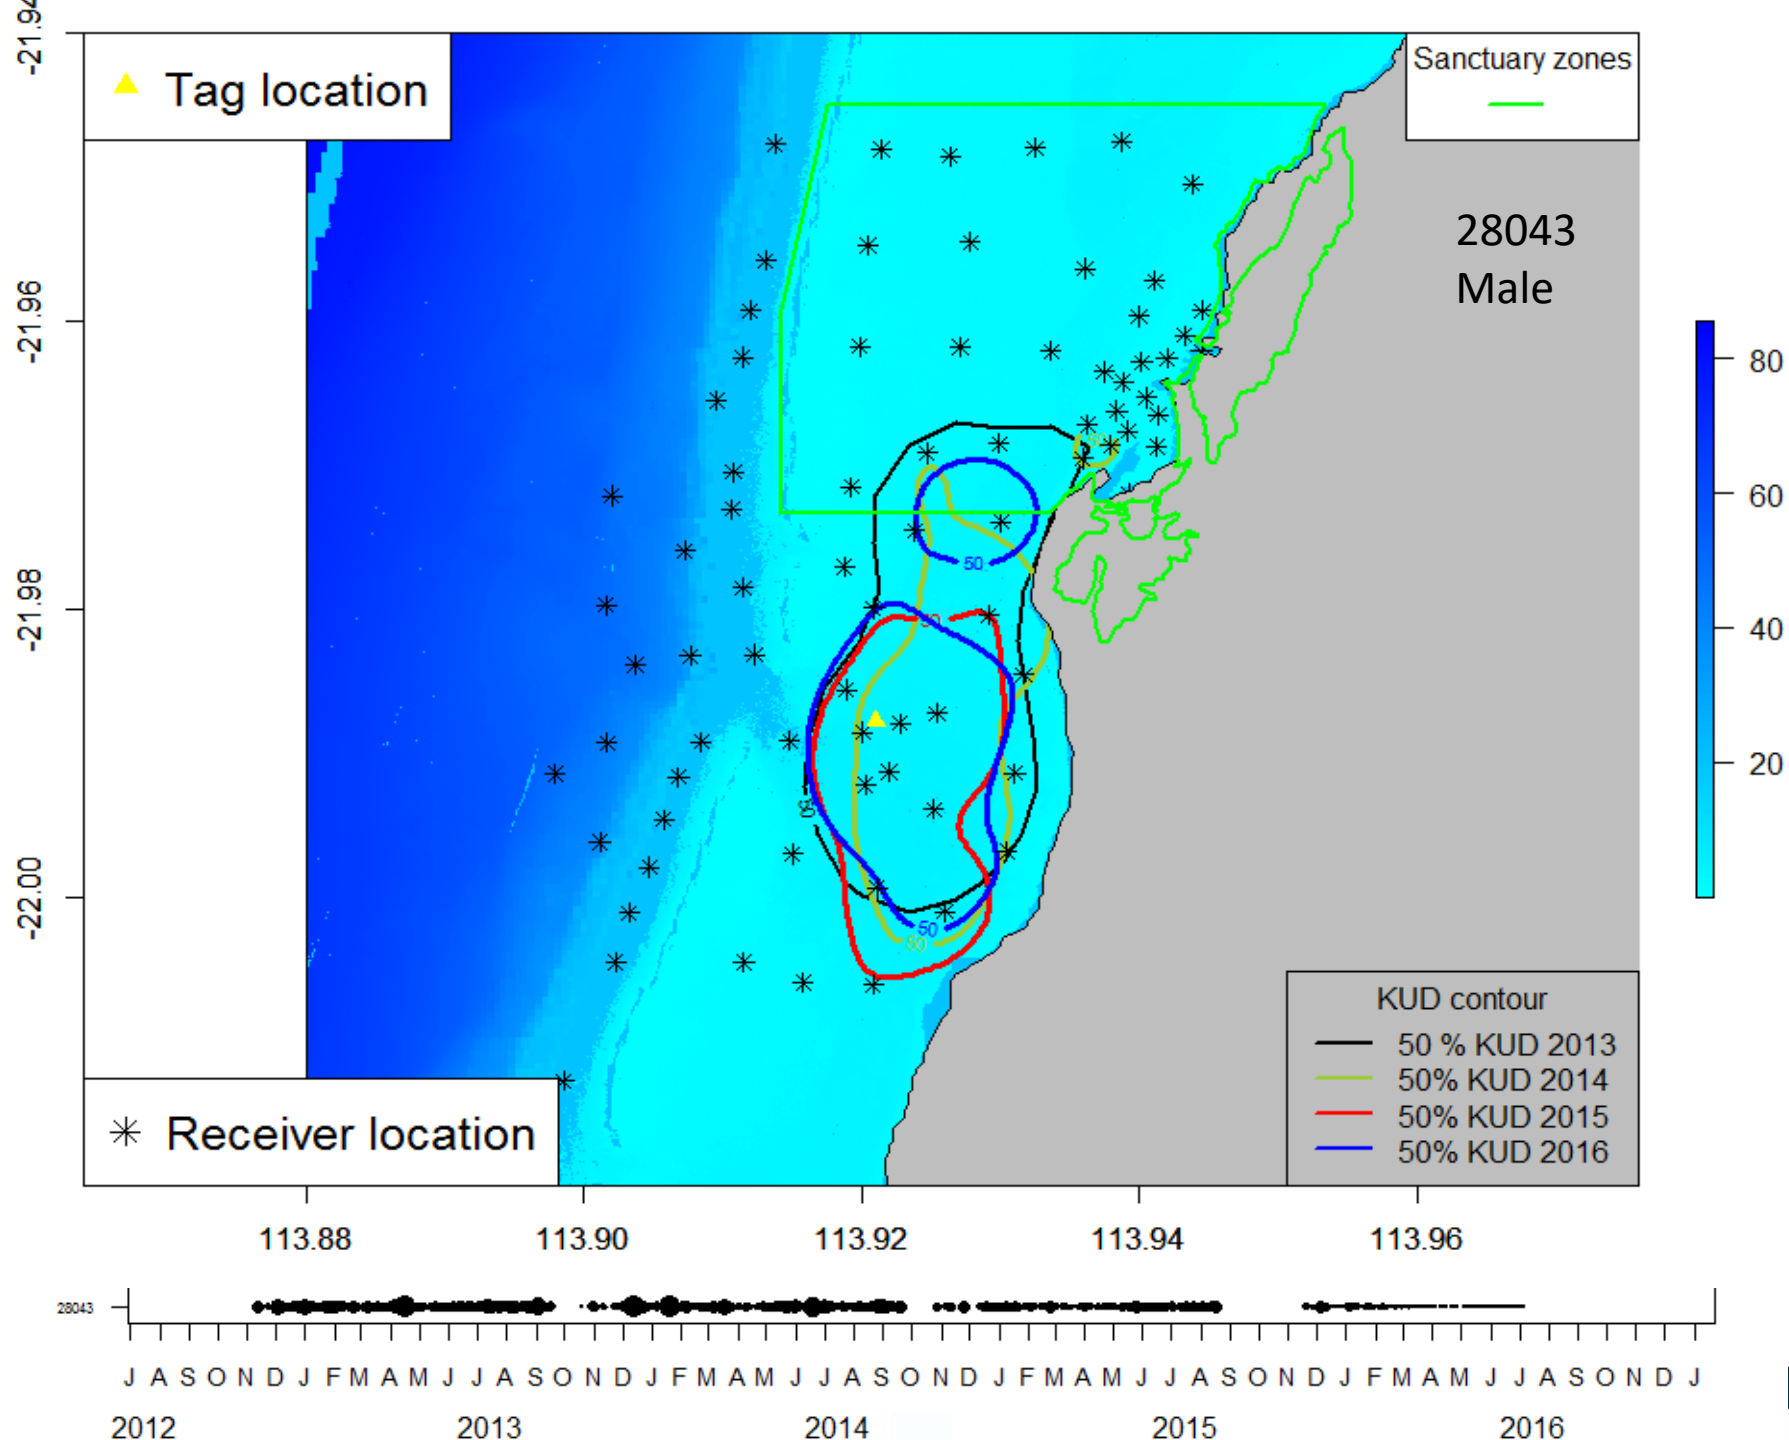 -21.94
Tag location
Sanctuary zones
28043
Male
-21.96
80
60
50
50
-21.98
50
40
20
50
-22.00
50
50
KUD contour
50 % KUD 2013
50% KUD 2014
50% KUD 2015
50% KUD 2016
Receiver location
113.88 113.90 113.92 113.94 113.96
28043
J A S O N D J F M A M J J A S O N D J F M A M J J A S O N D J F M A M J J A S O N D J F M A M J J A S O N D J
2012 2013 2014 2015 2016